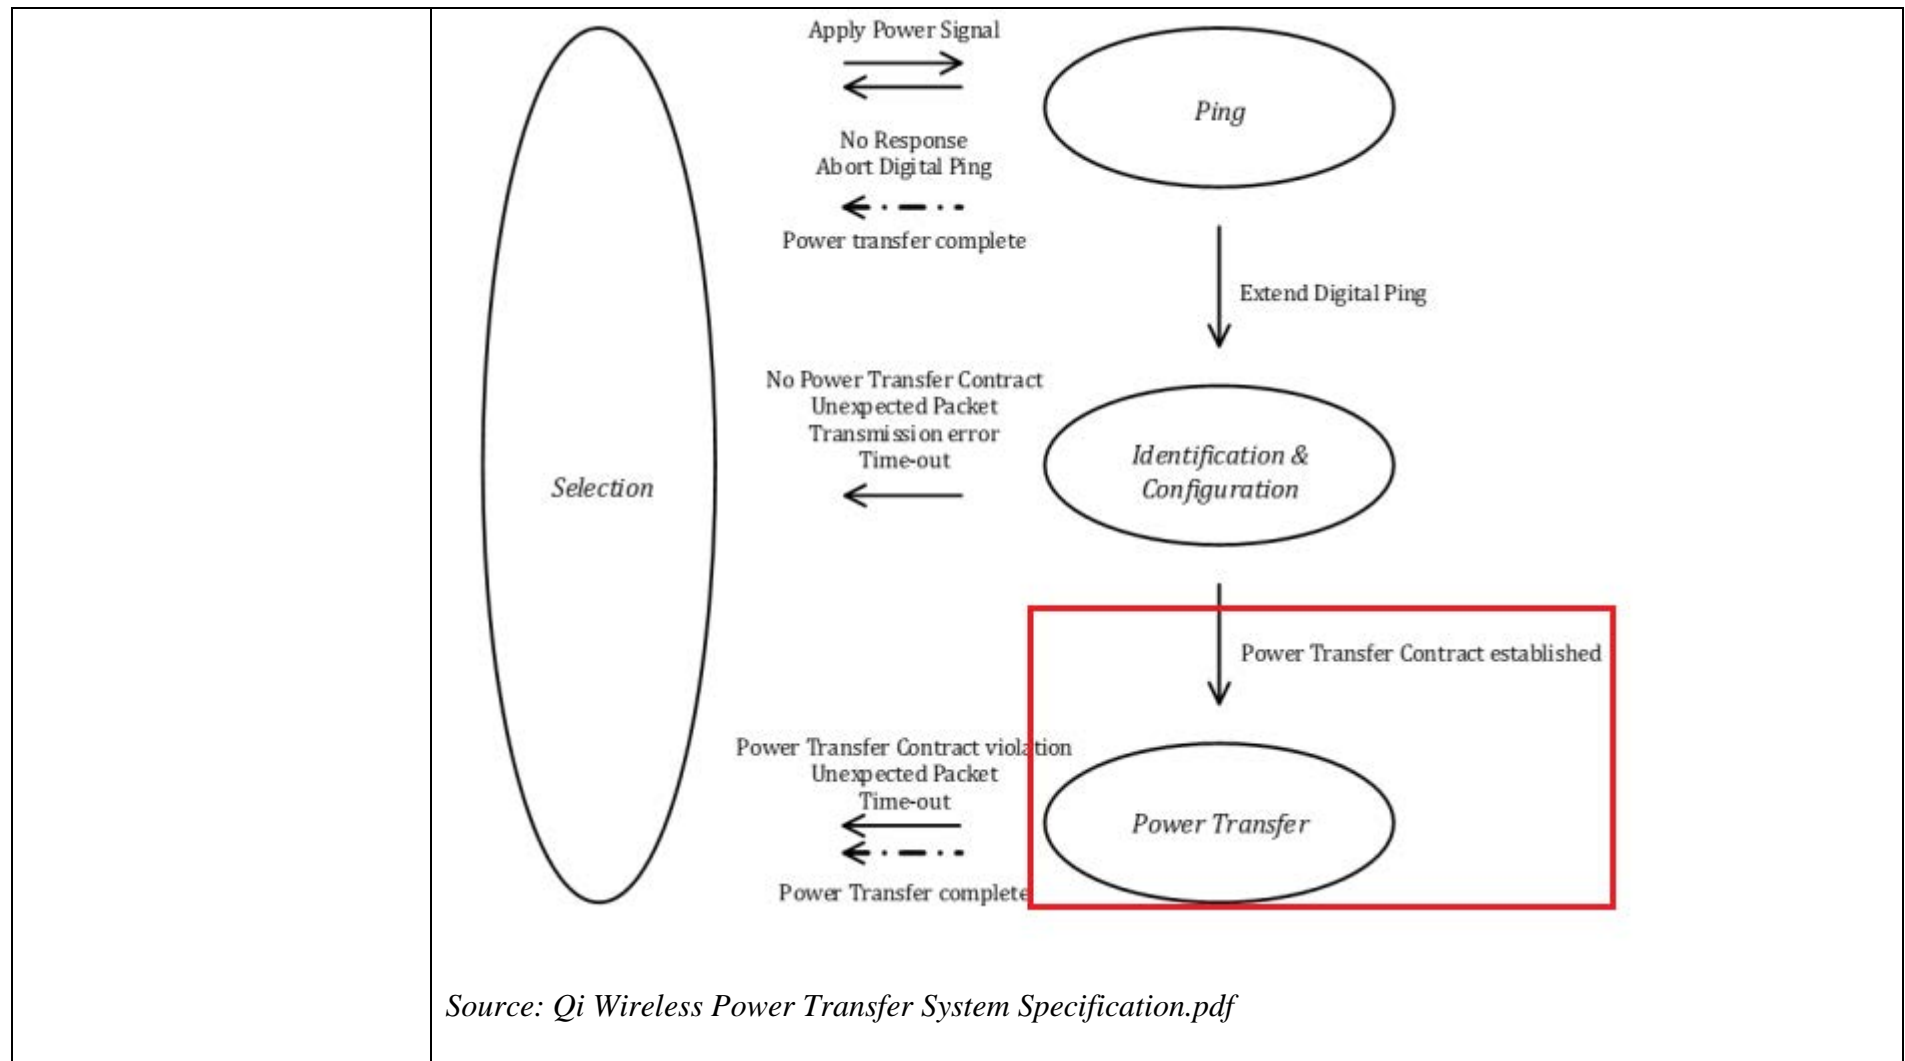 Apply Power Signal
Ping
No Response
Abort Digital Ping
Power transfer complete
Extend Digital Ping
No Power Transfer Contract
Unexpected Packet
Transmission error
Time-out
Identification &
Configuration
Selection
Power Transfer Contract established
Power Transfer Contract violation
Unexpected Packet
Time-out
Power Transfer
Power Transfer complete
Source: Qi Wireless Power Transfer System Specification.pdf